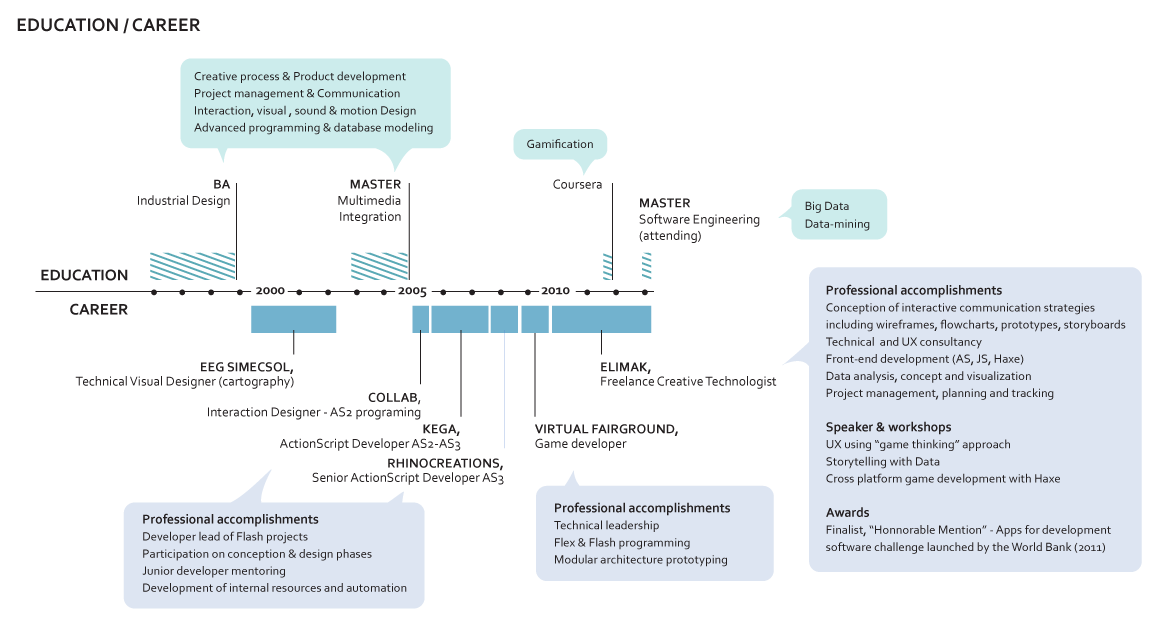 EDUCATION / CAREER
Creative process & Product development
Project management & Communication
Interaction, visual , sound & motion Design
Advanced programming & database modeling
Gamification
BA
Industrial Design
MASTER
Multimedia
Integration
Coursera
MASTER
Software Engineering
(attending)
Big Data
Data-mining
EDUCATION
2000
2005
2010
CAREER
EEG SIMECSOL,
Technical Visual Designer (cartography)
COLLAB,
Interaction Designer - AS2 programing
KEGA,
ActionScript Developer AS2-AS3
RHINOCREATIONS,
Senior ActionScript Developer AS3
VIRTUAL FAIRGROUND,
Game developer
ELIMAK,
Freelance Creative Technologist
Professional accomplishments
Developer lead of Flash projects
Participation on conception & design phases
Junior developer mentoring
Development of internal resources and automation
Professional accomplishments
Technical leadership
Flex & Flash programming
Modular architecture prototyping
Professional accomplishments
Conception of interactive communication strategies
including wireframes, flowcharts, prototypes, storyboards
Technical and UX consultancy
Front-end development (AS, JS, Haxe)
Data analysis, concept and visualization
Project management, planning and tracking
Speaker & workshops
UX using “game thinking” approach
Storytelling with Data
Cross platform game development with Haxe
Awards
Finalist, “Honnorable Mention” - Apps for development
software challenge launched by the World Bank (2011)